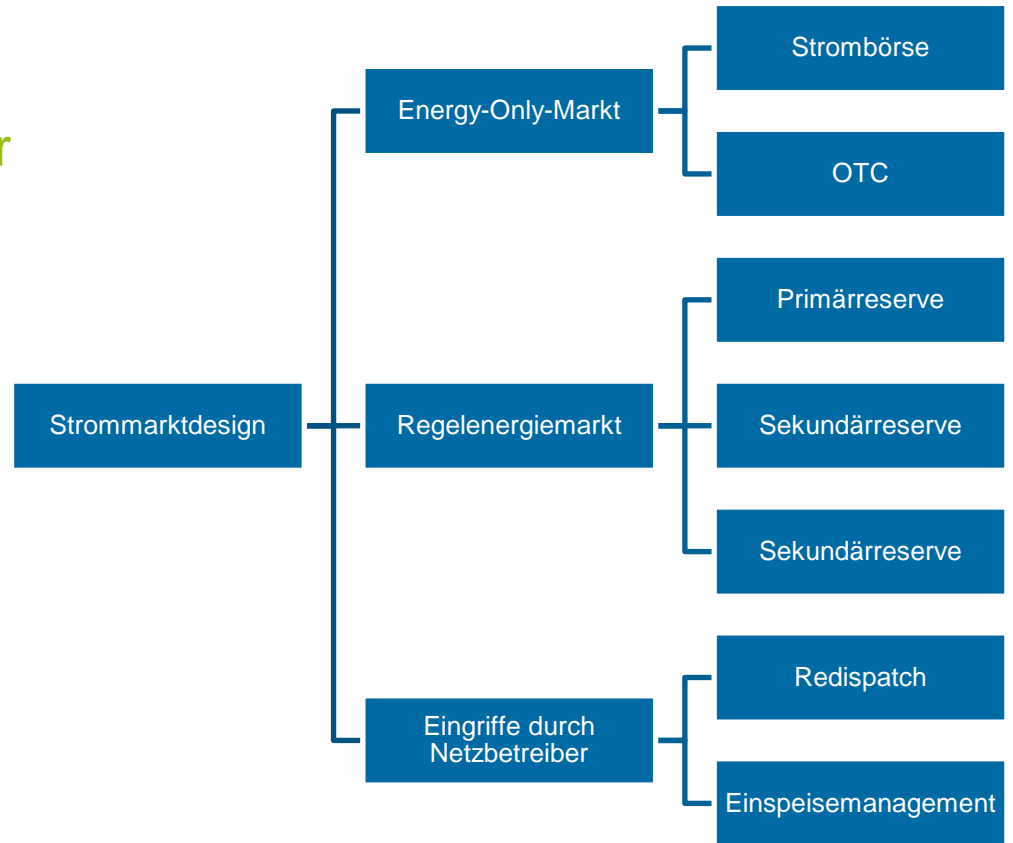 r
Strommarktdesign
Energy-Only-Markt
Strombörse
OTC
Regelenergiemarkt
Primärreserve
Sekundärreserve
Sekundärreserve
Eingriffe durch
Netzbetreiber
Redispatch
Einspeisemanagement